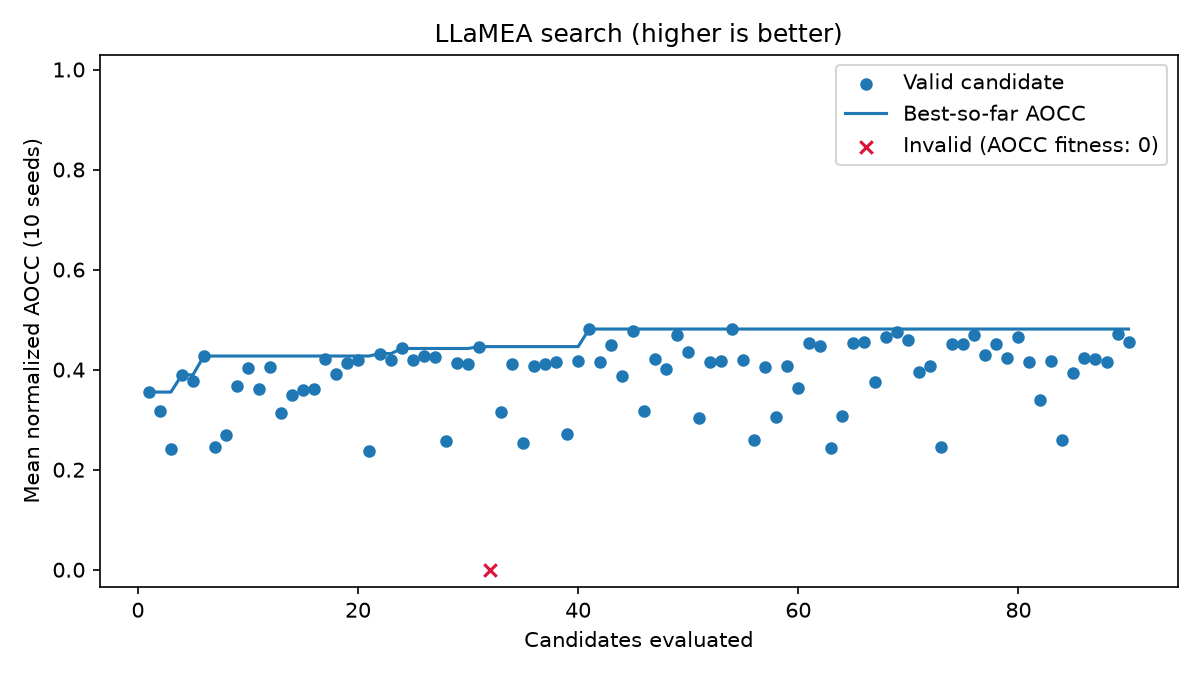 LLaMEA search (higher is better)
Valid candidate
Best-so-far AOCC
Invalid (AOCC fitness: 0)
Mean normalized AOCC (10 seeds)
1.0
0.8
0.6
0.4
0.2
0.0
0 20 40 60 80
Candidates evaluated